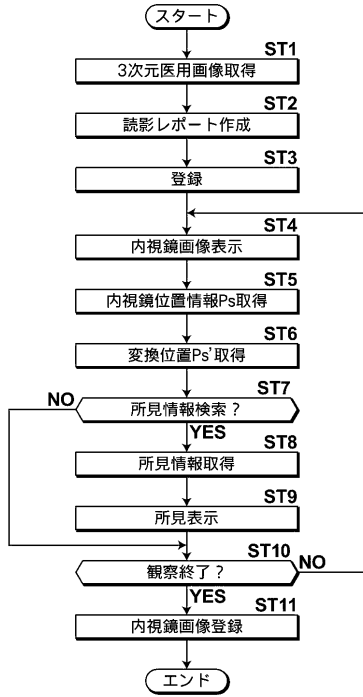 スタート
ST1
3次元医用画像取得
ST2
読影レポート作成
ST3
登録
ST4
内視鏡画像表示
ST5
内視鏡位置情報Ps取得
ST6
変換位置Ps'取得
ST7
NO
所見情報検索？
YES
ST8
所見情報取得
ST9
所見表示
ST10
NO
観察終了？
YES
ST11
内視鏡画像登録
エンド